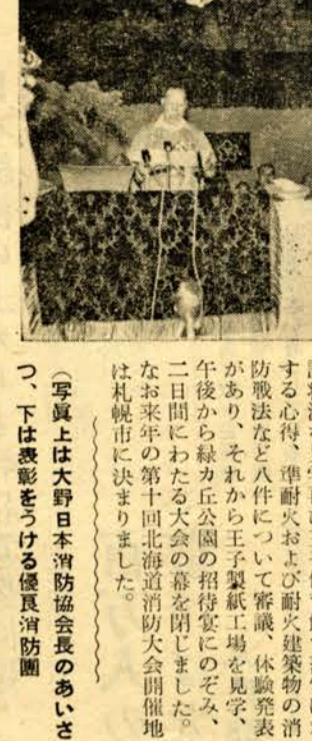 する心得、準耐火および耐火建築物の消
防戦法など八件について審議、体験発表
があり、それから王子製紙工場を見学、
午後から緑カ丘公園の招待宴にのぞみ、
二日間にわたる大会の幕を閉じました。
なお来年の第十回北海道消防大会開催地
は札幌市に決まりました。
（写眞上は大野日本消防協会長のあいさ
つ、下は表彰をうける優良消防團